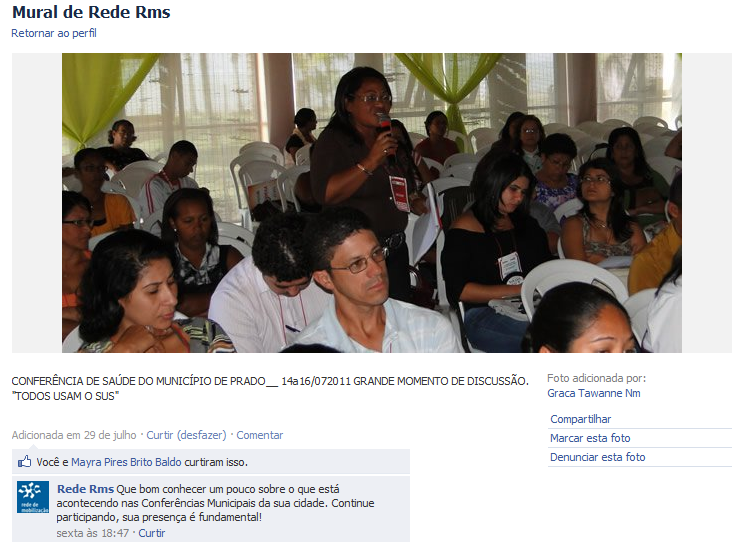 Mural de Rede Rms
Retornar ao perfil
CONFERÊNCIA DE SAÚDE DO MUNICÍPIO DE PRADO__ 14a16/072011 GRANDE MOMENTO DE DISCUSSÃO.
"TODOS USAM O SUS"
Foto adicionada por:
Graca Tawanne Nm
Compartilhar
Marcar esta foto
Denunciar esta foto
Adicionada em 29 de julho · Curtir (desfazer) · Comentar
Você e Mayra Pires Brito Baldo curtiram isso.
rede de
mobilização
Rede Rms Que bom conhecer um pouco sobre o que está
acontecendo nas Conferências Municipais da sua cidade. Continue
participando, sua presença é fundamental!
sexta às 18:47 · Curtir